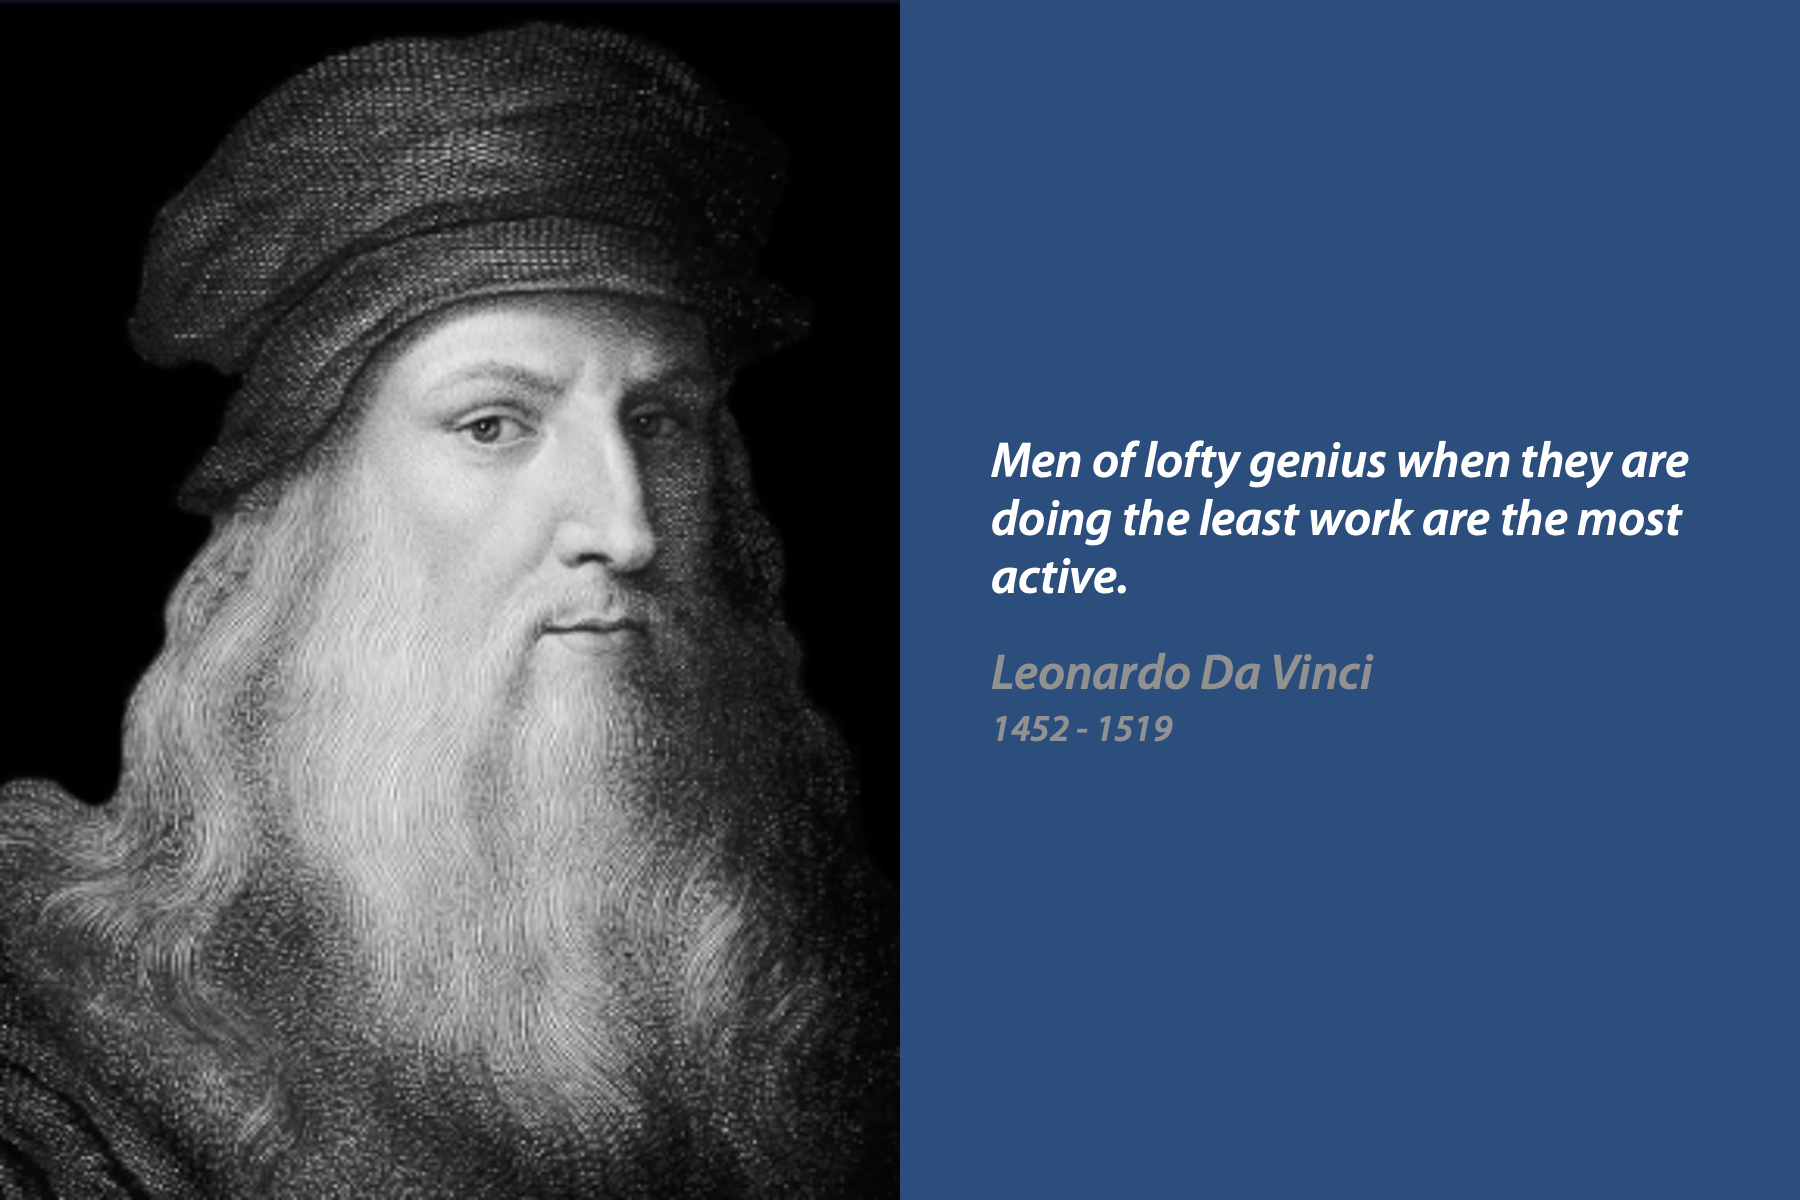 Men of lofty genius when they are
doing the least work are the most
active.
Leonardo Da Vinci
1452 - 1519